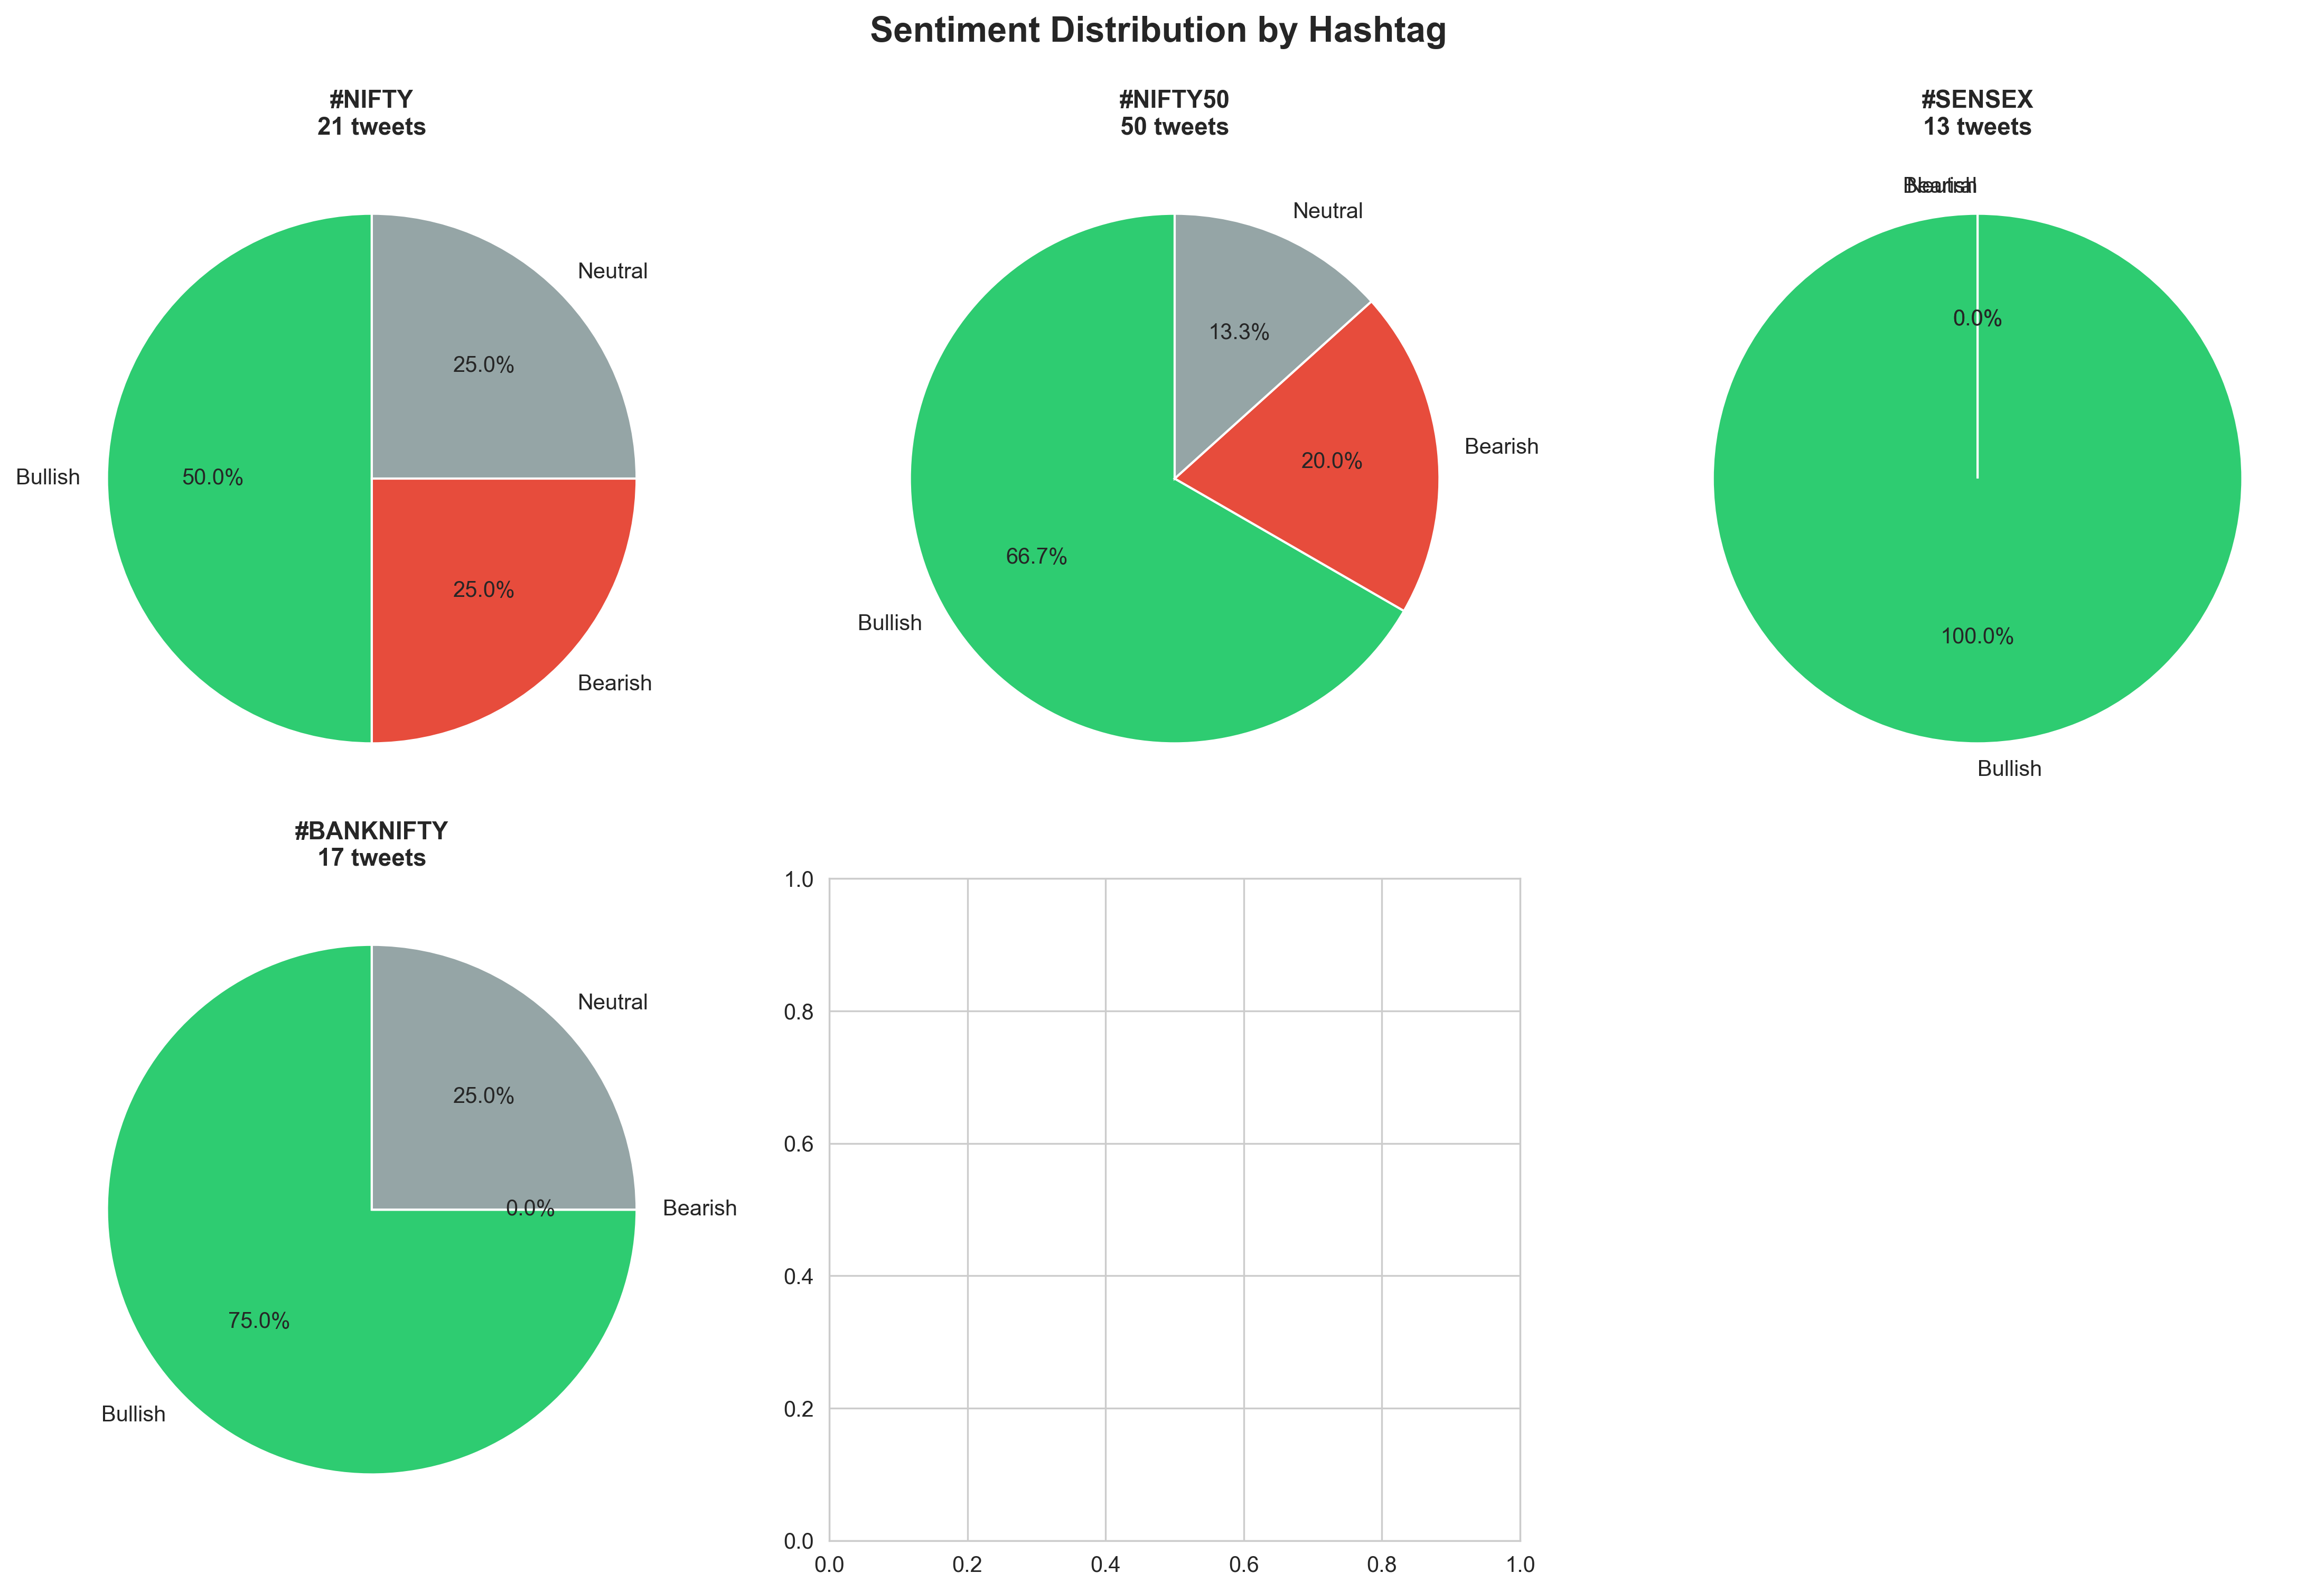 Sentiment Distribution by Hashtag
#NIFTY
21 tweets
Neutral
25.0%
Bullish
50.0%
25.0%
Bearish
#NIFTY50
50 tweets
Neutral
13.3%
Bearish
20.0%
66.7%
Bullish
#SENSEX
13 tweets
Bearish
Neutral
0.0%
100.0%
Bullish
#BANKNIFTY
17 tweets
Neutral
25.0%
0.0%
Bearish
75.0%
Bullish
1.0
0.8
0.6
0.4
0.2
0.0
0.0 0.2 0.4 0.6 0.8 1.0